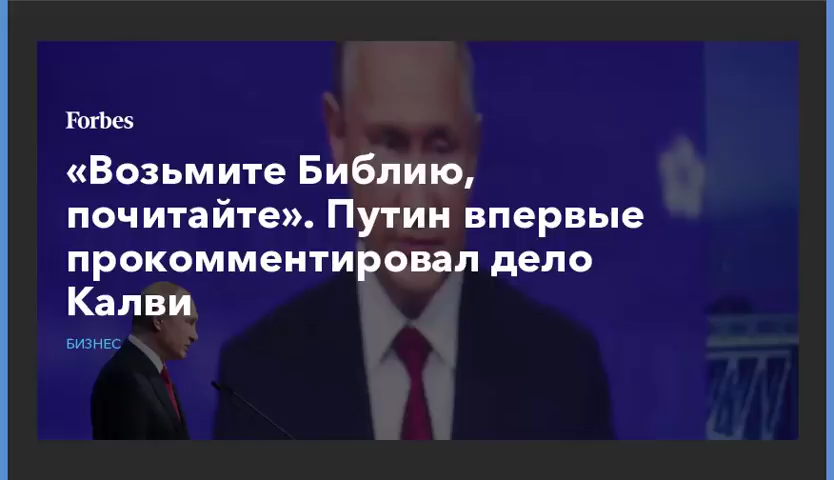 Forbes
«Возьмите Библию,
почитайте». Путин впервые
прокомментировал дело
Калви
БИЗНЕС